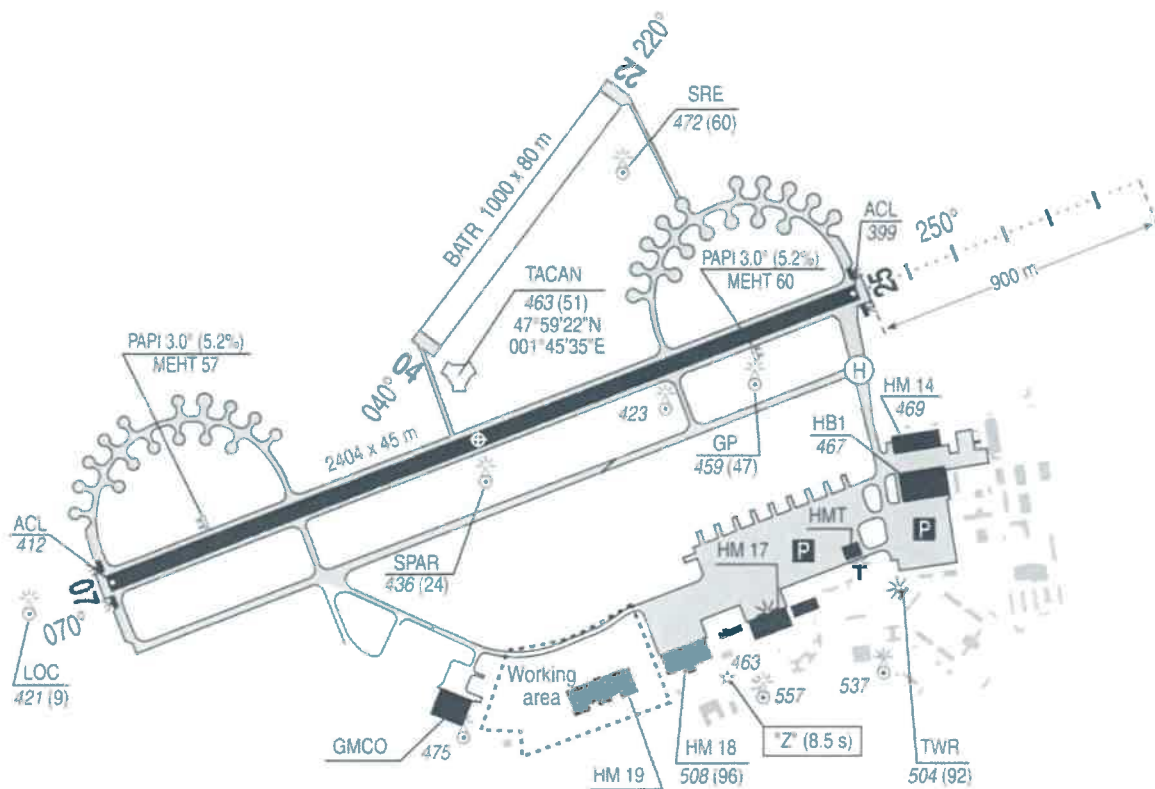 23 220°
SRE
472 (60)
BATR 1000 x 80 m
ACL
399
250°
25
900 m
PAPI 3.0° (5.2%)
MEHT 60
TACAN
463 (51)
47°59'22"N
001°45'35"E
PAPI 3.0° (5.2%)
MEHT 57
04
040°
H
HM 14
469
HB1
467
423
GP
459 (47)
2404 x 45 m
ACL
412
SPAR
436 (24)
HMT
HM 17
P
P
T
07
070°
LOC
421 (9)
Working
area
463
557
537
"Z" (8.5 s)
GMCO
475
HM 19
HM 18
508 (96)
TWR
504 (92)